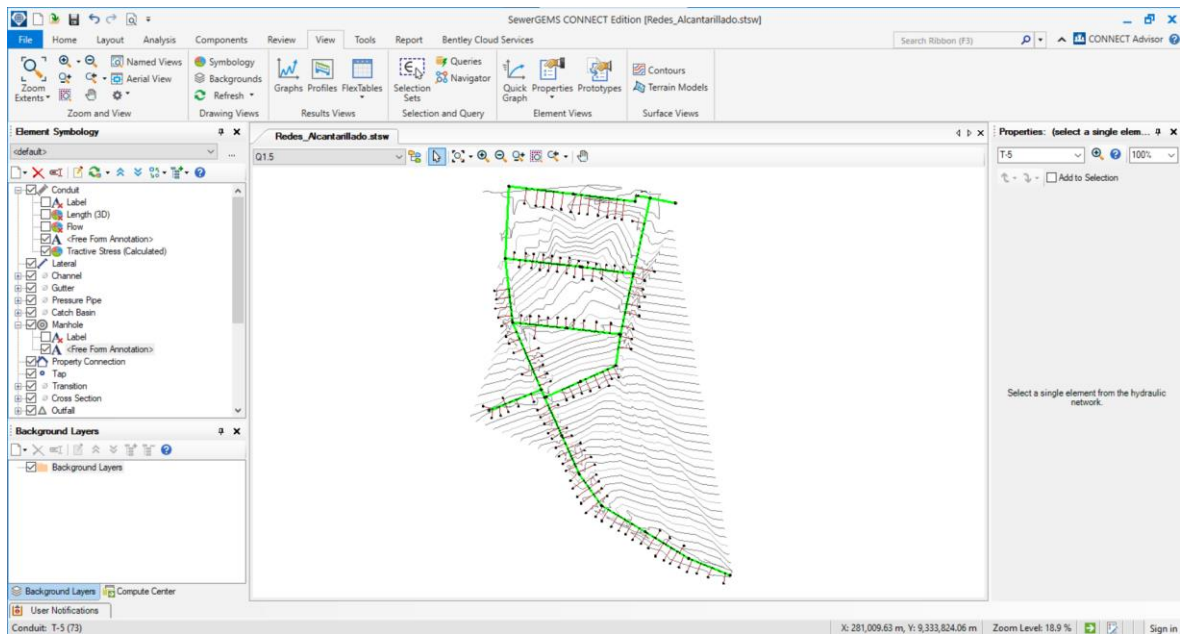 SewerGEMS CONNECT Edition [Redes_Alcantarillado.stsw]
File Home Layout Analysis Components Review View Tools Report Bentley Cloud Services
Search Ribbon (F3)
CONNECT Advisor
Zoom Extents
Named Views
Aerial View
Zoom and View
Symbology
Backgrounds
Refresh
Drawing Views
Graphs Profiles FlexTables
Results Views
Selection Sets
Queries
Navigator
Selection and Query
Quick Graph
Properties
Prototypes
Element Views
Contours
Terrain Models
Surface Views
Element Symbology
<default>
...
Conduit
Label
Length (3D)
Flow
<Free Form Annotation>
Tractive Stress (Calculated)
Lateral
Channel
Gutter
Pressure Pipe
Catch Basin
Manhole
Label
<Free Form Annotation>
Property Connection
Tap
Transition
Cross Section
Outfall
Background Layers
Background Layers
Background Layers Compute Center
User Notifications
Redes_Alcantarillado.stsw
Q1.5
Properties: (select a single elem...
T-5
100%
Add to Selection
Select a single element from the hydraulic
network.
Conduit: T-5 (73)
X: 281,009.63 m, Y: 9,333,824.06 m
Zoom Level: 18.9 %
Sign in